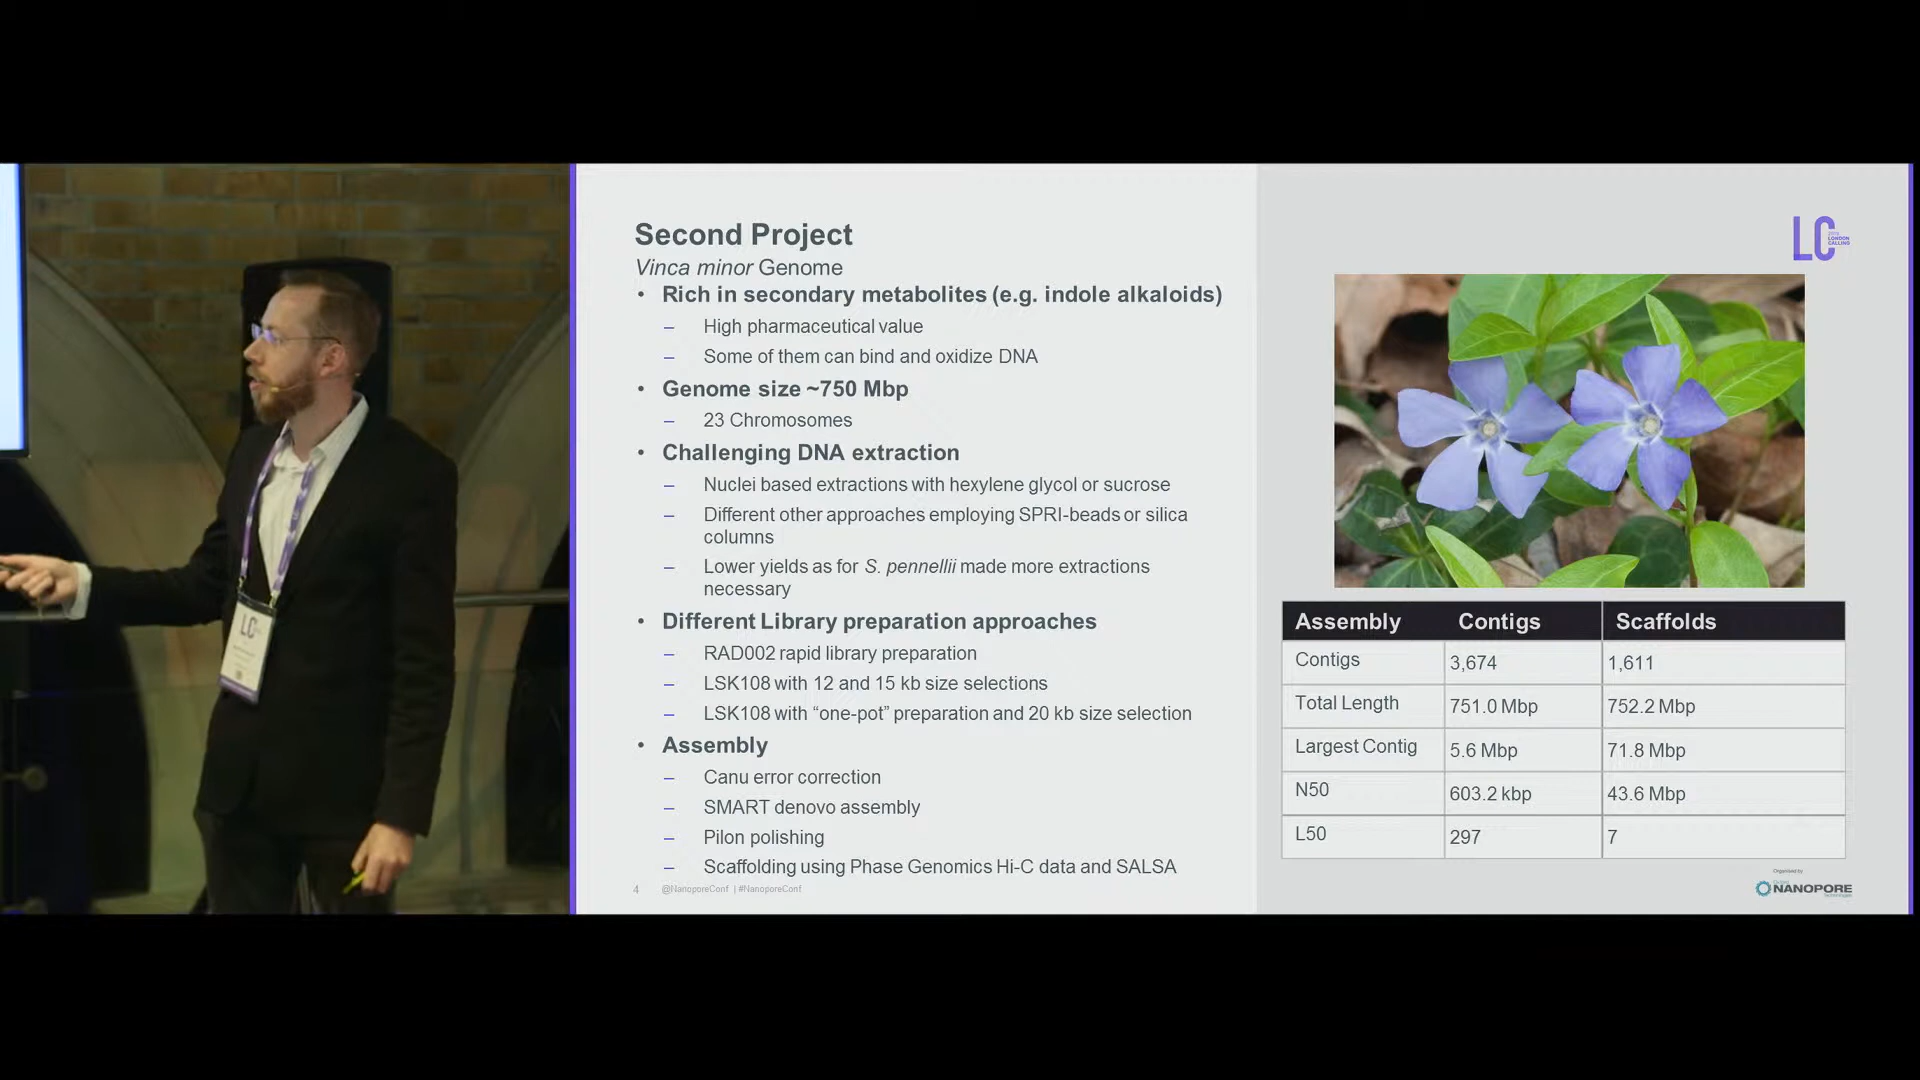 Second Project
Vinca minor Genome
• Rich in secondary metabolites (e.g. indole alkaloids)
– High pharmaceutical value
– Some of them can bind and oxidize DNA
• Genome size ~750 Mbp
– 23 Chromosomes
• Challenging DNA extraction
– Nuclei based extractions with hexylene glycol or sucrose
– Different other approaches employing SPRI-beads or silica
columns
– Lower yields as for S. pennellii made more extractions
necessary
• Different Library preparation approaches
– RAD002 rapid library preparation
– LSK108 with 12 and 15 kb size selections
– LSK108 with “one-pot” preparation and 20 kb size selection
• Assembly
– Canu error correction
– SMART denovo assembly
– Pilon polishing
– Scaffolding using Phase Genomics Hi-C data and SALSA
4 @NanoporeConf | #NanoporeConf
LC
LONDON
CALLING
Assembly Contigs Scaffolds
Contigs 3,674 1,611
Total Length 751.0 Mbp 752.2 Mbp
Largest Contig 5.6 Mbp 71.8 Mbp
N50 603.2 kbp 43.6 Mbp
L50 297 7
Organised by
NANOPORE
LC